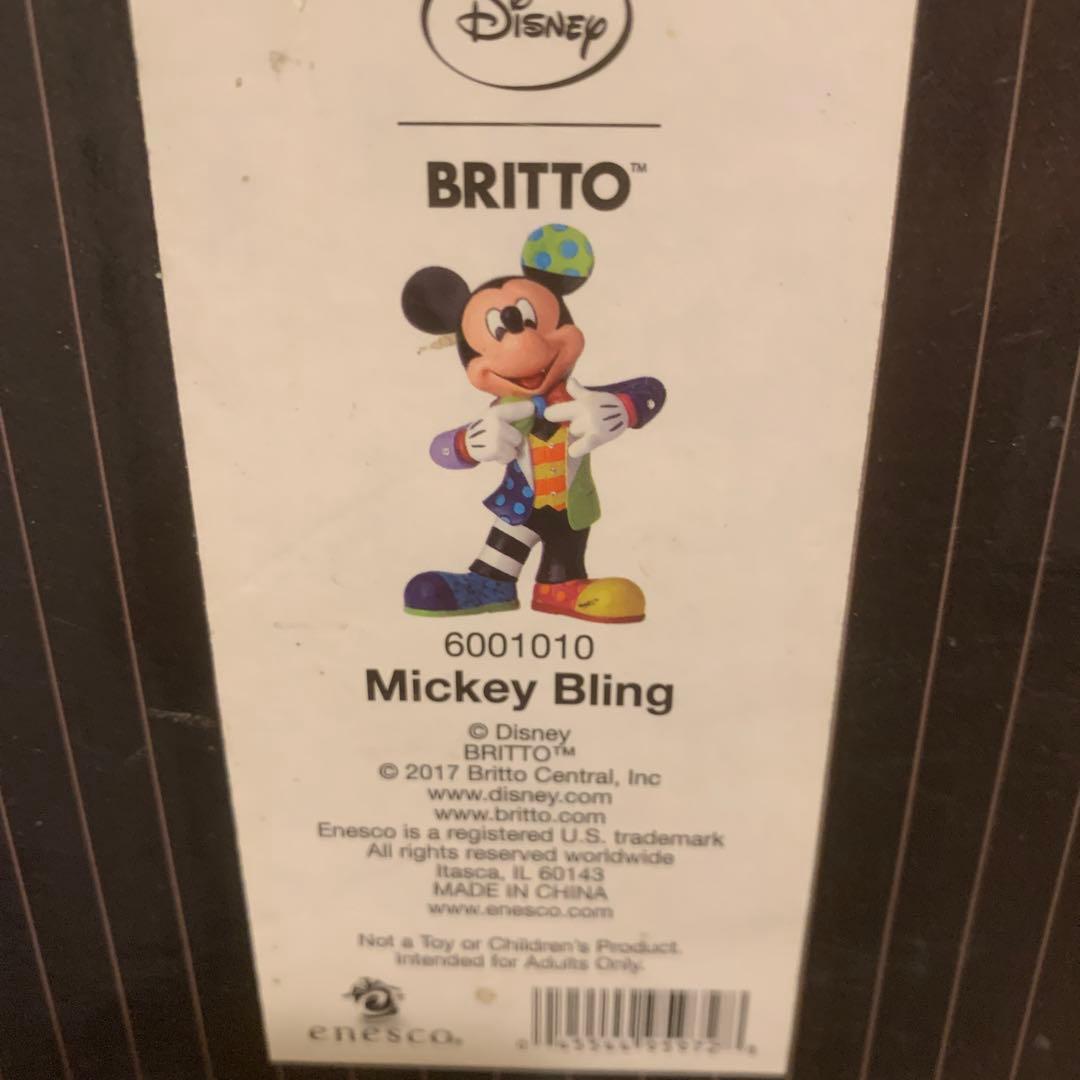 Disney
BRITTO™
6001010
Mickey Bling
© Disney
BRITTO™
© 2017 Britto Central, Inc
www.disney.com
www.britto.com
Enesco is a registered U.S. trademark
All rights reserved worldwide
Itasca, IL 60143
MADE IN CHINA
www.enesco.com
Not a Toy or Children's Product.
Intended for Adults Only.
enesco.